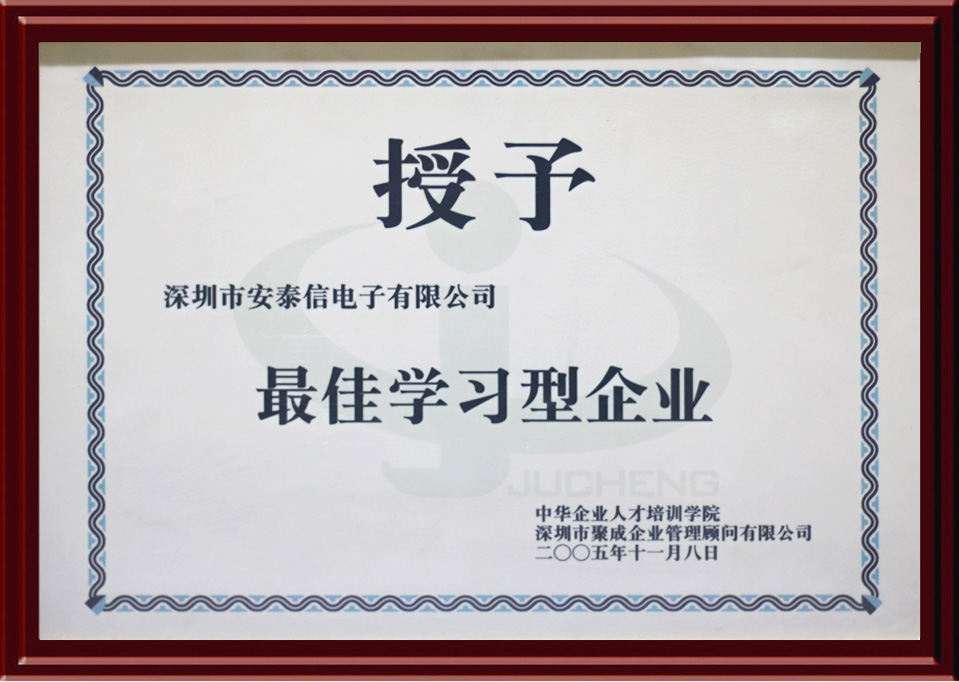 授予
深圳市安泰信电子有限公司
最佳学习型企业
JUCHENG
中华企业人才培训学院
深圳市聚成企业管理顾问有限公司
二〇〇五年十一月八日